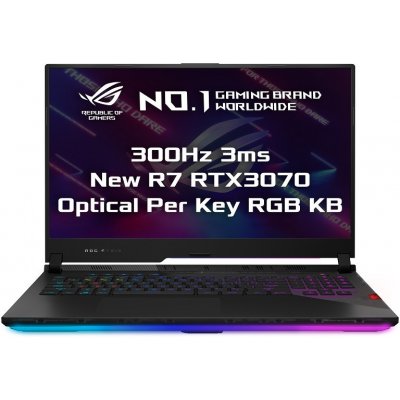 REPUBLIC OF
GAMERS
NO.1 GAMING BRAND
WORLDWIDE
300Hz 3ms
New R7 RTX3070
Optical Per Key RGB KB